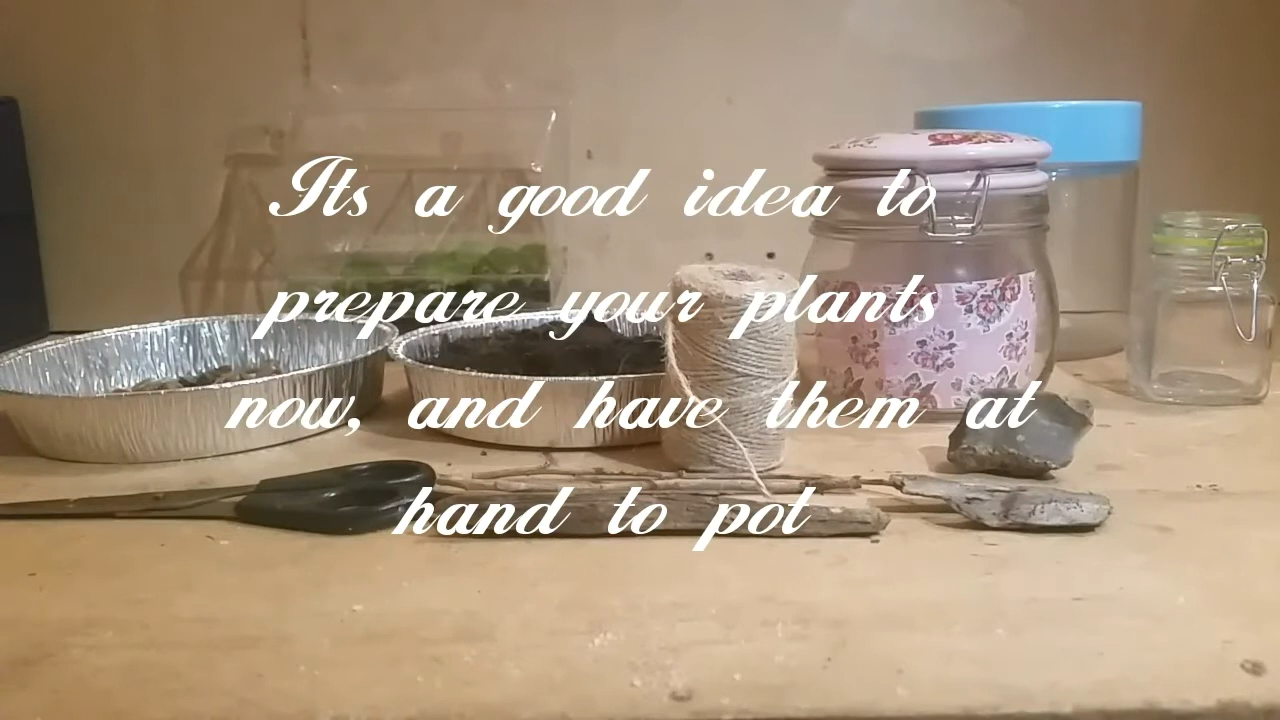 Its a good idea to
prepare your plants
now, and have them at
hand to pot